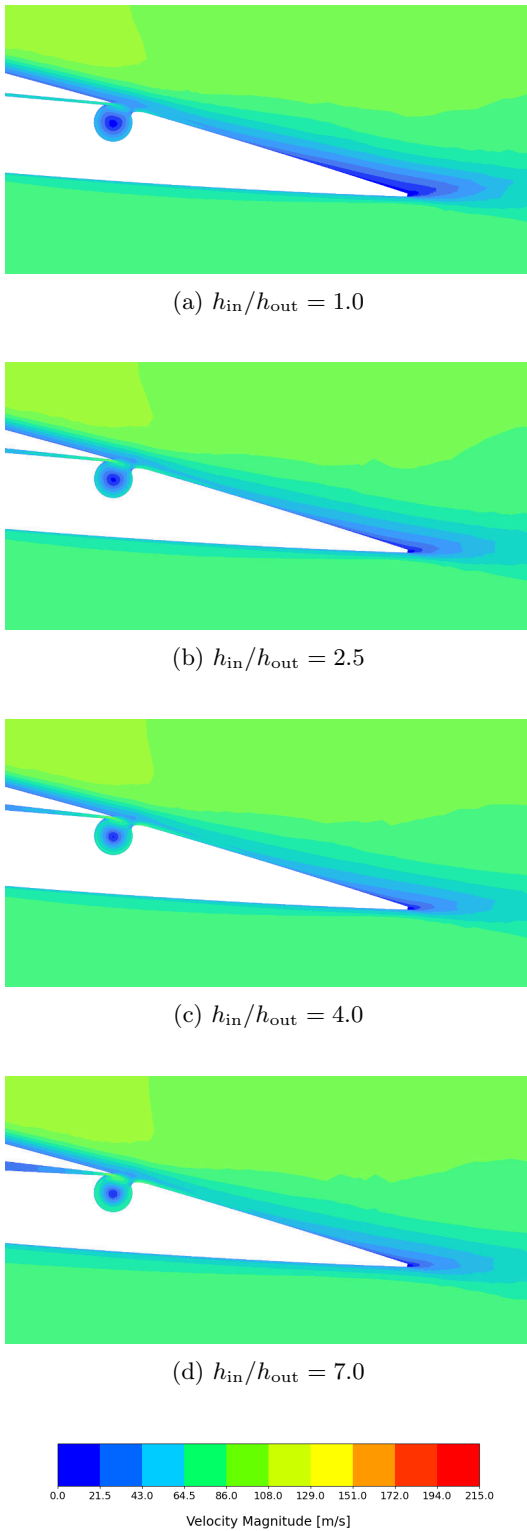 (a) h_in/h_out = 1.0
(b) h_in/h_out = 2.5
(c) h_in/h_out = 4.0
(d) h_in/h_out = 7.0
0.0 21.5 43.0 64.5 86.0 108.0 129.0 151.0 172.0 194.0 215.0
Velocity Magnitude [m/s]